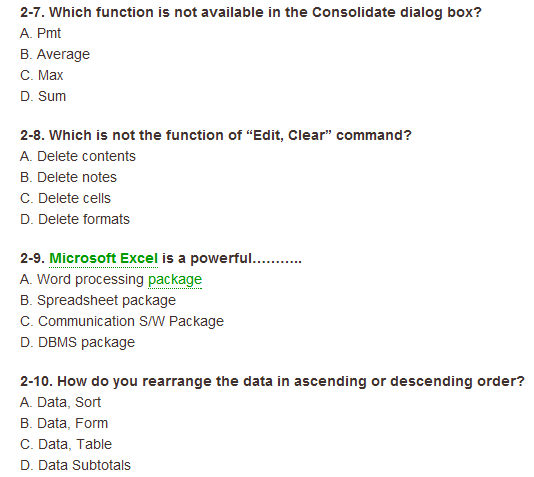 2-7. Which function is not available in the Consolidate dialog box?
A. Pmt
B. Average
C. Max
D. Sum
2-8. Which is not the function of “Edit, Clear” command?
A. Delete contents
B. Delete notes
C. Delete cells
D. Delete formats
2-9. Microsoft Excel is a powerful………..
A. Word processing package
B. Spreadsheet package
C. Communication S/W Package
D. DBMS package
2-10. How do you rearrange the data in ascending or descending order?
A. Data, Sort
B. Data, Form
C. Data, Table
D. Data Subtotals